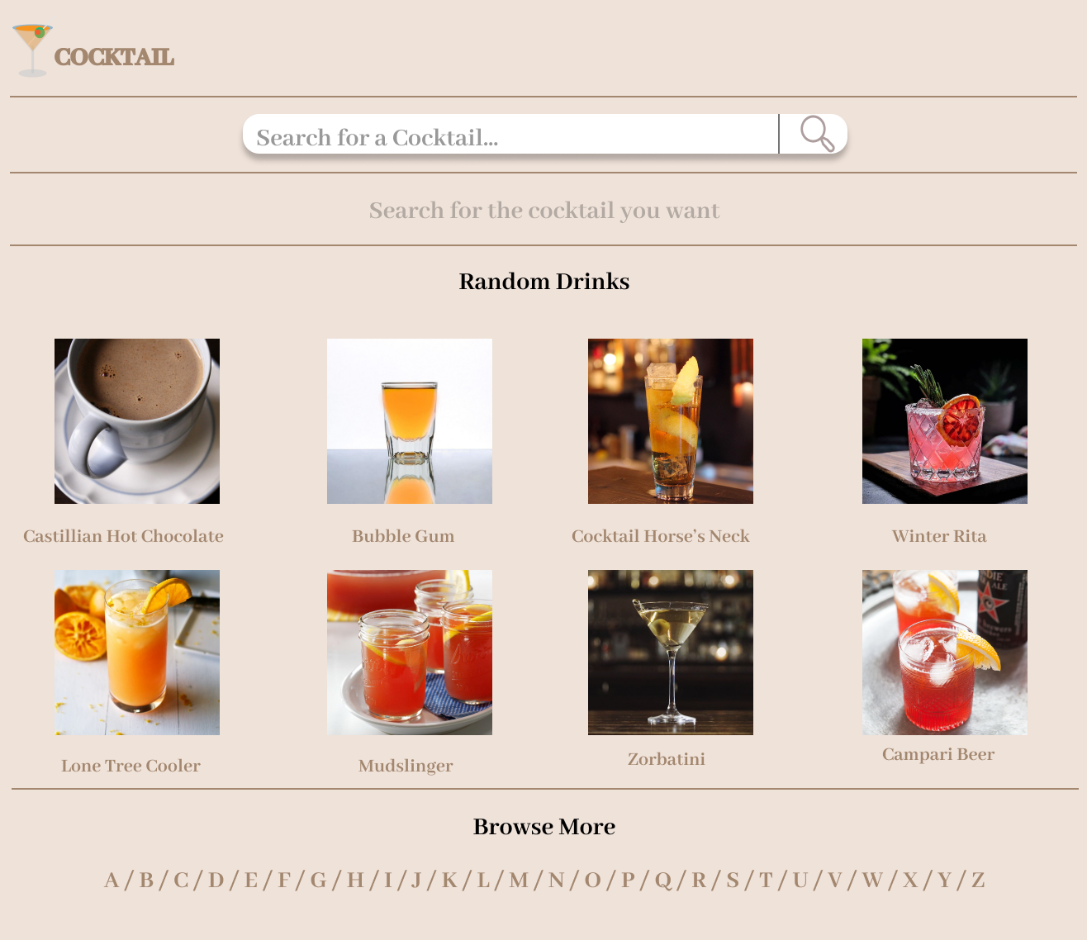 COCKTAIL
Search for a Cocktail...
Search for the cocktail you want
Random Drinks
Castillian Hot Chocolate
Bubble Gum
Cocktail Horse's Neck
Winter Rita
ALE
Lone Tree Cooler
Mudslinger
Zorbatini
Campari Beer
Browse More
A / B / C / D / E / F / G / H / I / J / K / L / M / N / O / P / Q / R / S / T / U / V / W / X / Y / Z